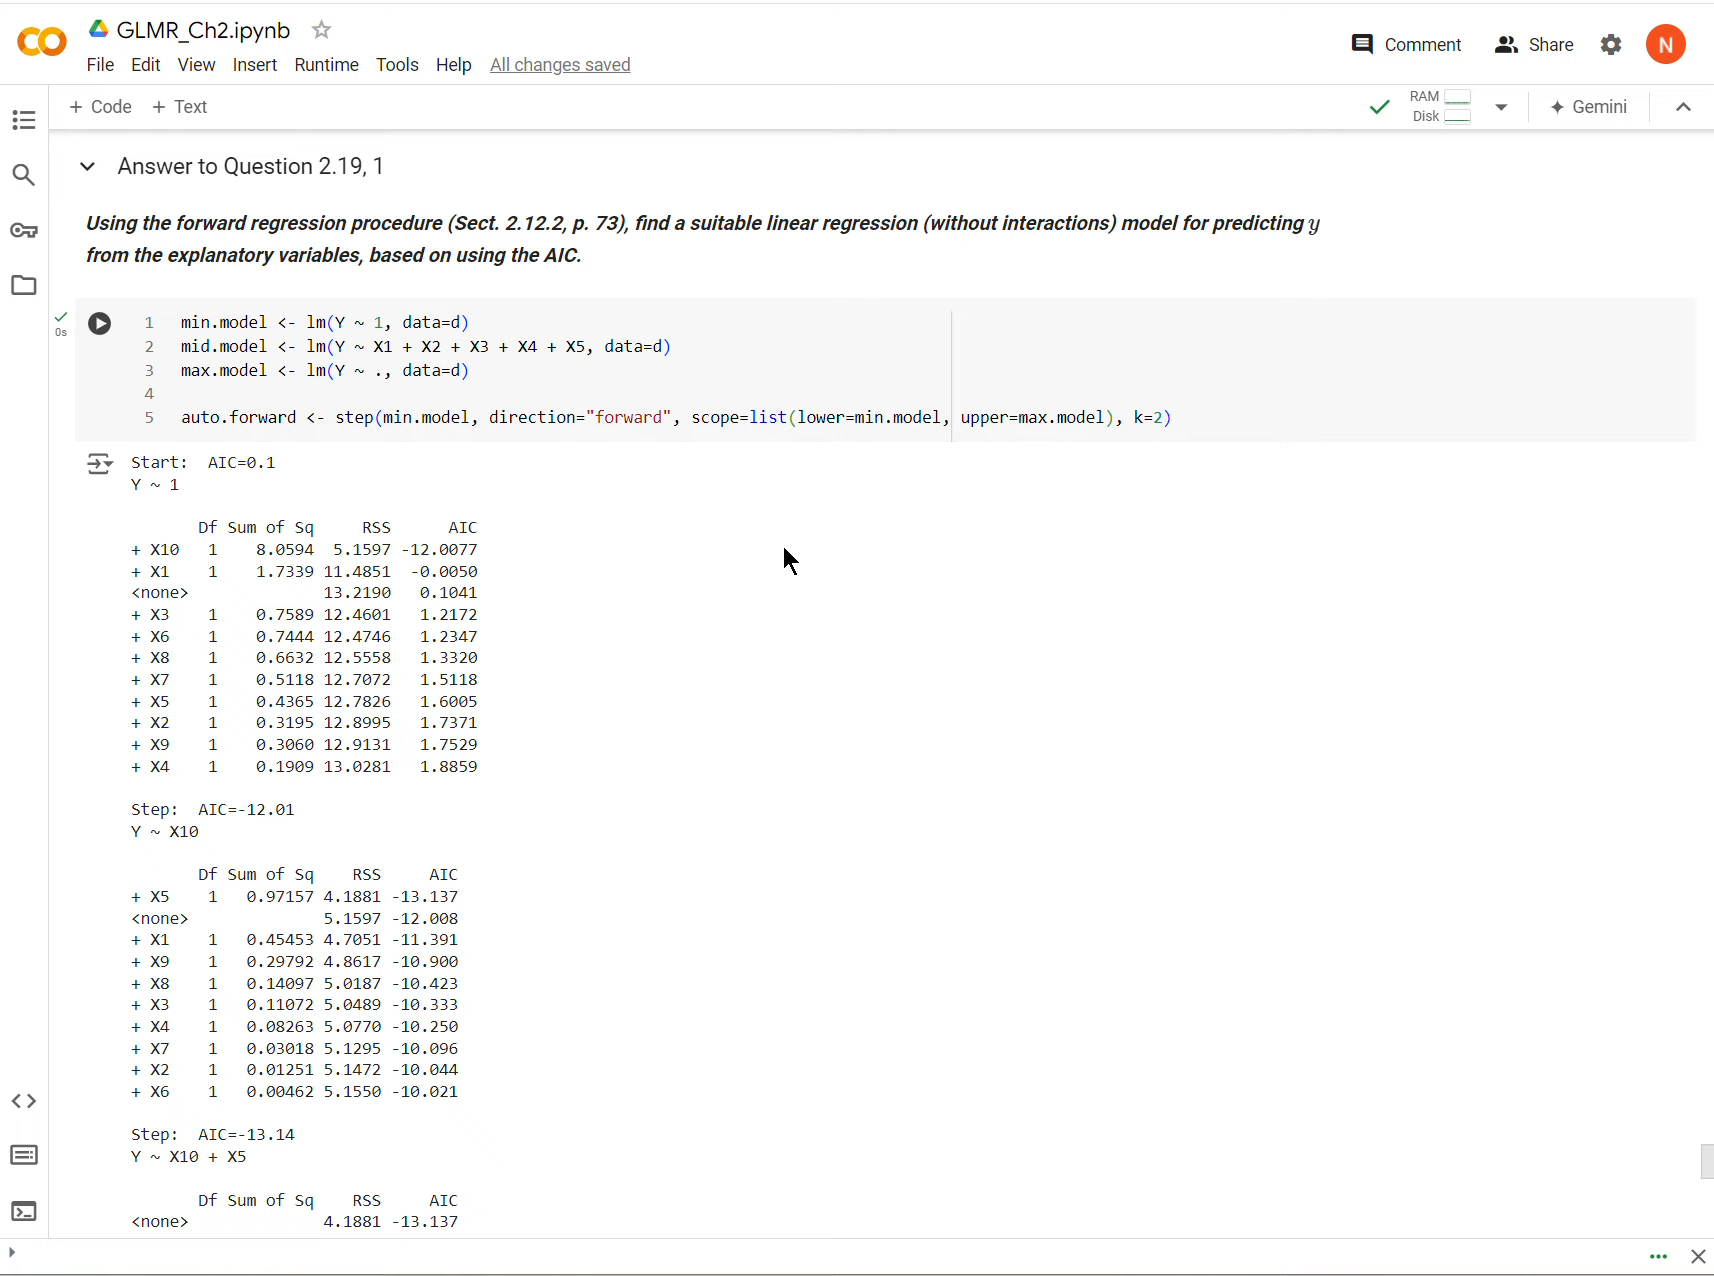 GLMR_Ch2.ipynb
File Edit View Insert Runtime Tools Help All changes saved
Comment Share N
+ Code + Text
RAM
Disk
Gemini
Answer to Question 2.19, 1
Using the forward regression procedure (Sect. 2.12.2, p. 73), find a suitable linear regression (without interactions) model for predicting y
from the explanatory variables, based on using the AIC.
0s
1 min.model <- lm(Y ~ 1, data=d)
2 mid.model <- lm(Y ~ X1 + X2 + X3 + X4 + X5, data=d)
3 max.model <- lm(Y ~ ., data=d)
4
5 auto.forward <- step(min.model, direction="forward", scope=list(lower=min.model, upper=max.model), k=2)
Start:  AIC=0.1
Y ~ 1
       Df Sum of Sq     RSS      AIC
+ X10   1    8.0594  5.1597 -12.0077
+ X1    1    1.7339 11.4851  -0.0050
<none>              13.2190   0.1041
+ X3    1    0.7589 12.4601   1.2172
+ X6    1    0.7444 12.4746   1.2347
+ X8    1    0.6632 12.5558   1.3320
+ X7    1    0.5118 12.7072   1.5118
+ X5    1    0.4365 12.7826   1.6005
+ X2    1    0.3195 12.8995   1.7371
+ X9    1    0.3060 12.9131   1.7529
+ X4    1    0.1909 13.0281   1.8859
Step:  AIC=-12.01
Y ~ X10
       Df Sum of Sq    RSS     AIC
+ X5    1   0.97157 4.1881 -13.137
<none>              5.1597 -12.008
+ X1    1   0.45453 4.7051 -11.391
+ X9    1   0.29792 4.8617 -10.900
+ X8    1   0.14097 5.0187 -10.423
+ X3    1   0.11072 5.0489 -10.333
+ X4    1   0.08263 5.0770 -10.250
+ X7    1   0.03018 5.1295 -10.096
+ X2    1   0.01251 5.1472 -10.044
+ X6    1   0.00462 5.1550 -10.021
Step:  AIC=-13.14
Y ~ X10 + X5
       Df Sum of Sq    RSS     AIC
<none>              4.1881 -13.137